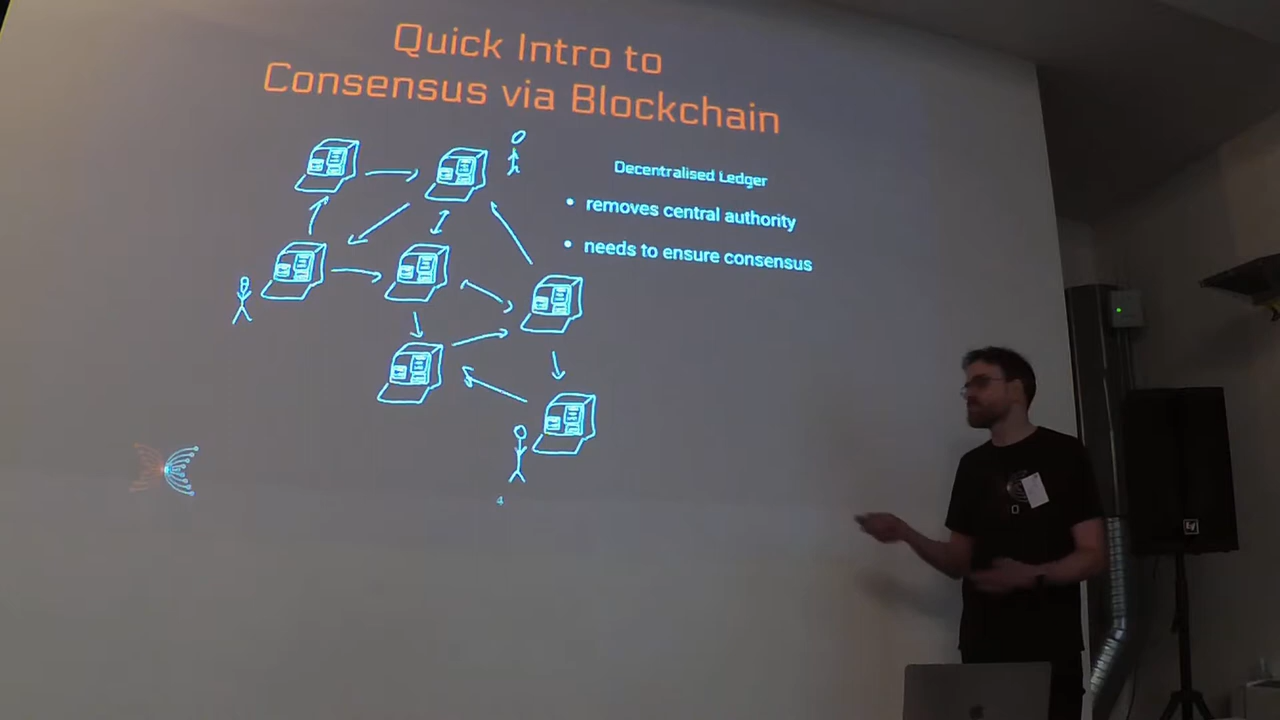 Quick Intro to
Consensus via Blockchain
Decentralised Ledger
• removes central authority
• needs to ensure consensus
4